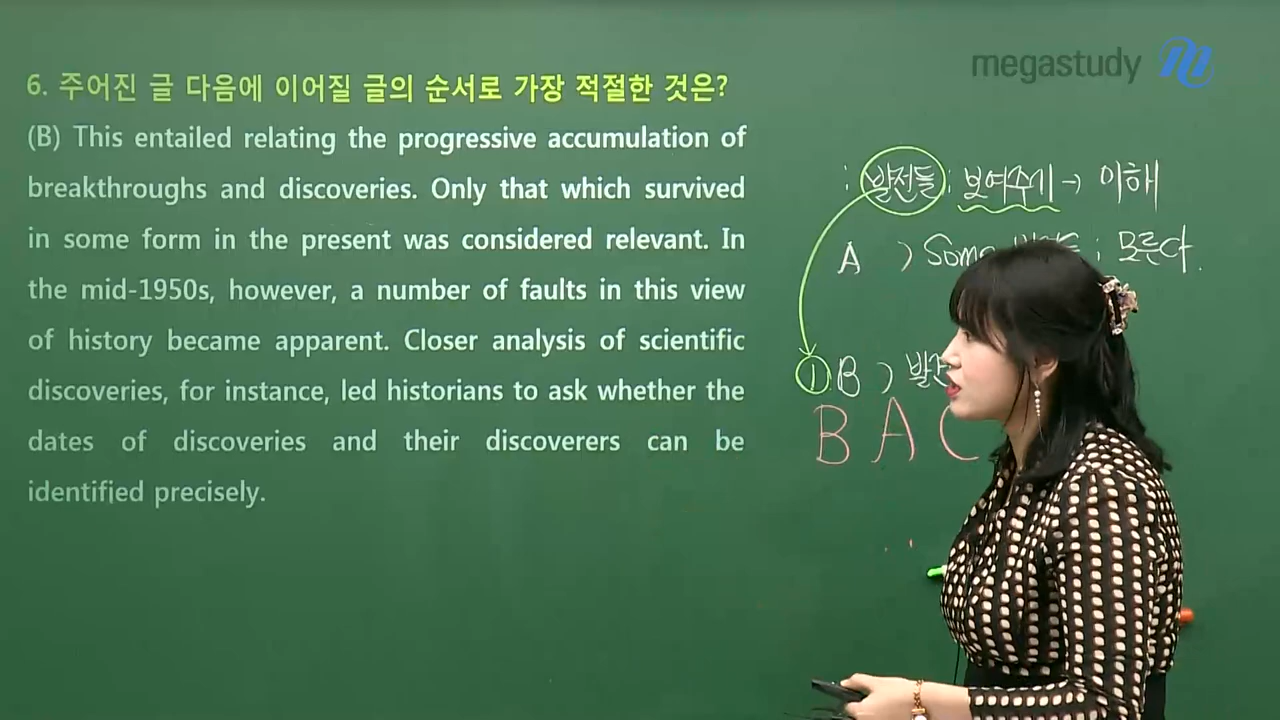 megastudy
6. 주어진 글 다음에 이어질 글의 순서로 가장 적절한 것은?
(B) This entailed relating the progressive accumulation of
breakthroughs and discoveries. Only that which survived
in some form in the present was considered relevant. In
the mid-1950s, however, a number of faults in this view
of history became apparent. Closer analysis of scientific
discoveries, for instance, led historians to ask whether the
dates of discoveries and their discoverers can be
identified precisely.
: 발전들 : 보여주기 → 이해
A ) Some : 모른다.
① B )
B A C